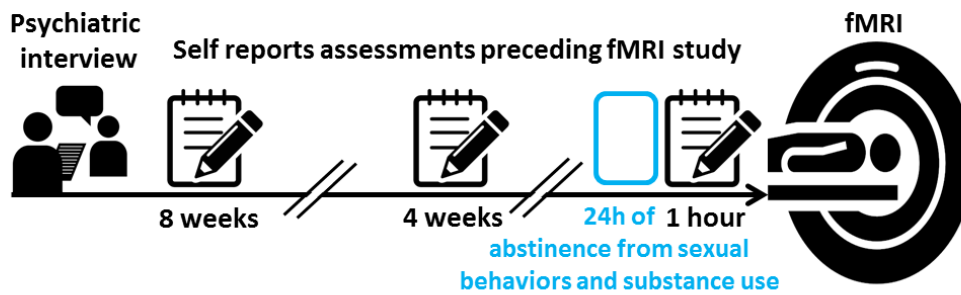 Psychiatric
interview
Self reports assessments preceding fMRI study
fMRI
8 weeks
4 weeks
24h of
abstinence from sexual
behaviors and substance use
1 hour